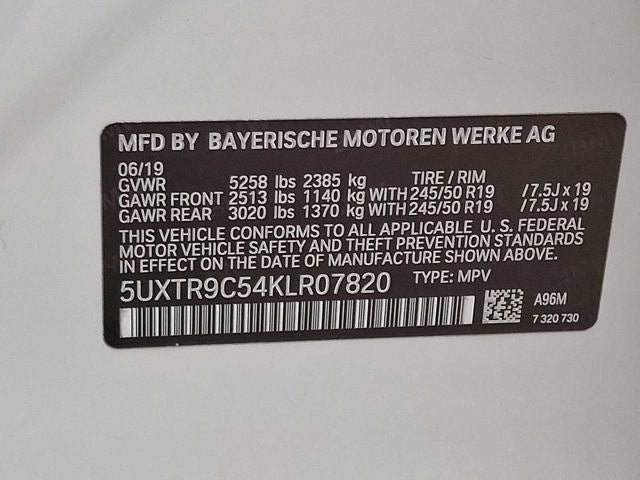 MFD BY BAYERISCHE MOTOREN WERKE AG
06/19
GVWR 5258 lbs 2385 kg TIRE / RIM
GAWR FRONT 2513 lbs 1140 kg WITH 245/50 R19 /7.5J x 19
GAWR REAR 3020 lbs 1370 kg WITH 245/50 R19 /7.5J x 19
THIS VEHICLE CONFORMS TO ALL APPLICABLE U. S. FEDERAL
MOTOR VEHICLE SAFETY AND THEFT PREVENTION STANDARDS
IN EFFECT ON THE DATE OF MANUFACTURE SHOWN ABOVE.
5UXTR9C54KLR07820 TYPE: MPV
A96M
7 320 730